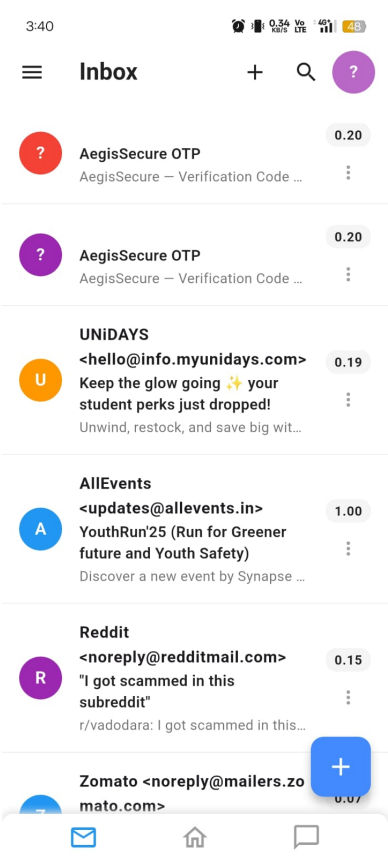 3:40 0.34 KB/S Vo LTE 4G+ 48
Inbox ?
0.20
? AegisSecure OTP
AegisSecure — Verification Code ...
0.20
? AegisSecure OTP
AegisSecure — Verification Code ...
UNiDAYS
<hello@info.myunidays.com> 0.19
U Keep the glow going ✨ your
student perks just dropped!
Unwind, restock, and save big wit...
AllEvents
<updates@allevents.in> 1.00
A YouthRun'25 (Run for Greener
future and Youth Safety)
Discover a new event by Synapse ...
Reddit
<noreply@redditmail.com> 0.15
R "I got scammed in this
subreddit"
r/vadodara: I got scammed in this...
Zomato <noreply@mailers.zo
mato.com> 0.07
Z